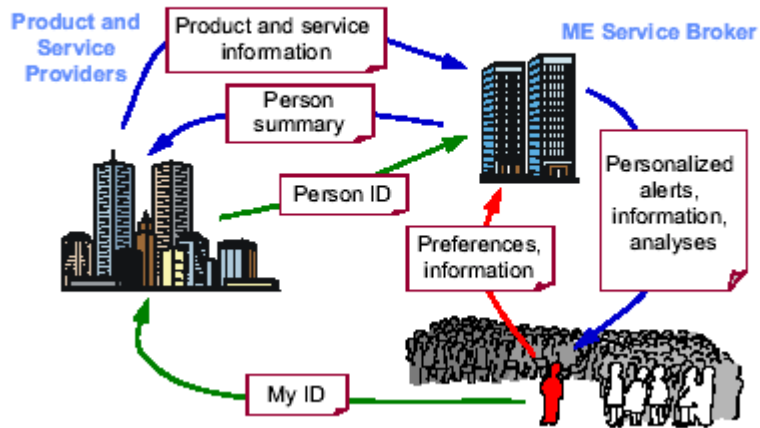 Product and
Service
Providers
Product and service
information
ME Service Broker
Person
summary
Person ID
Personalized
alerts,
information,
analyses
Preferences,
information
My ID